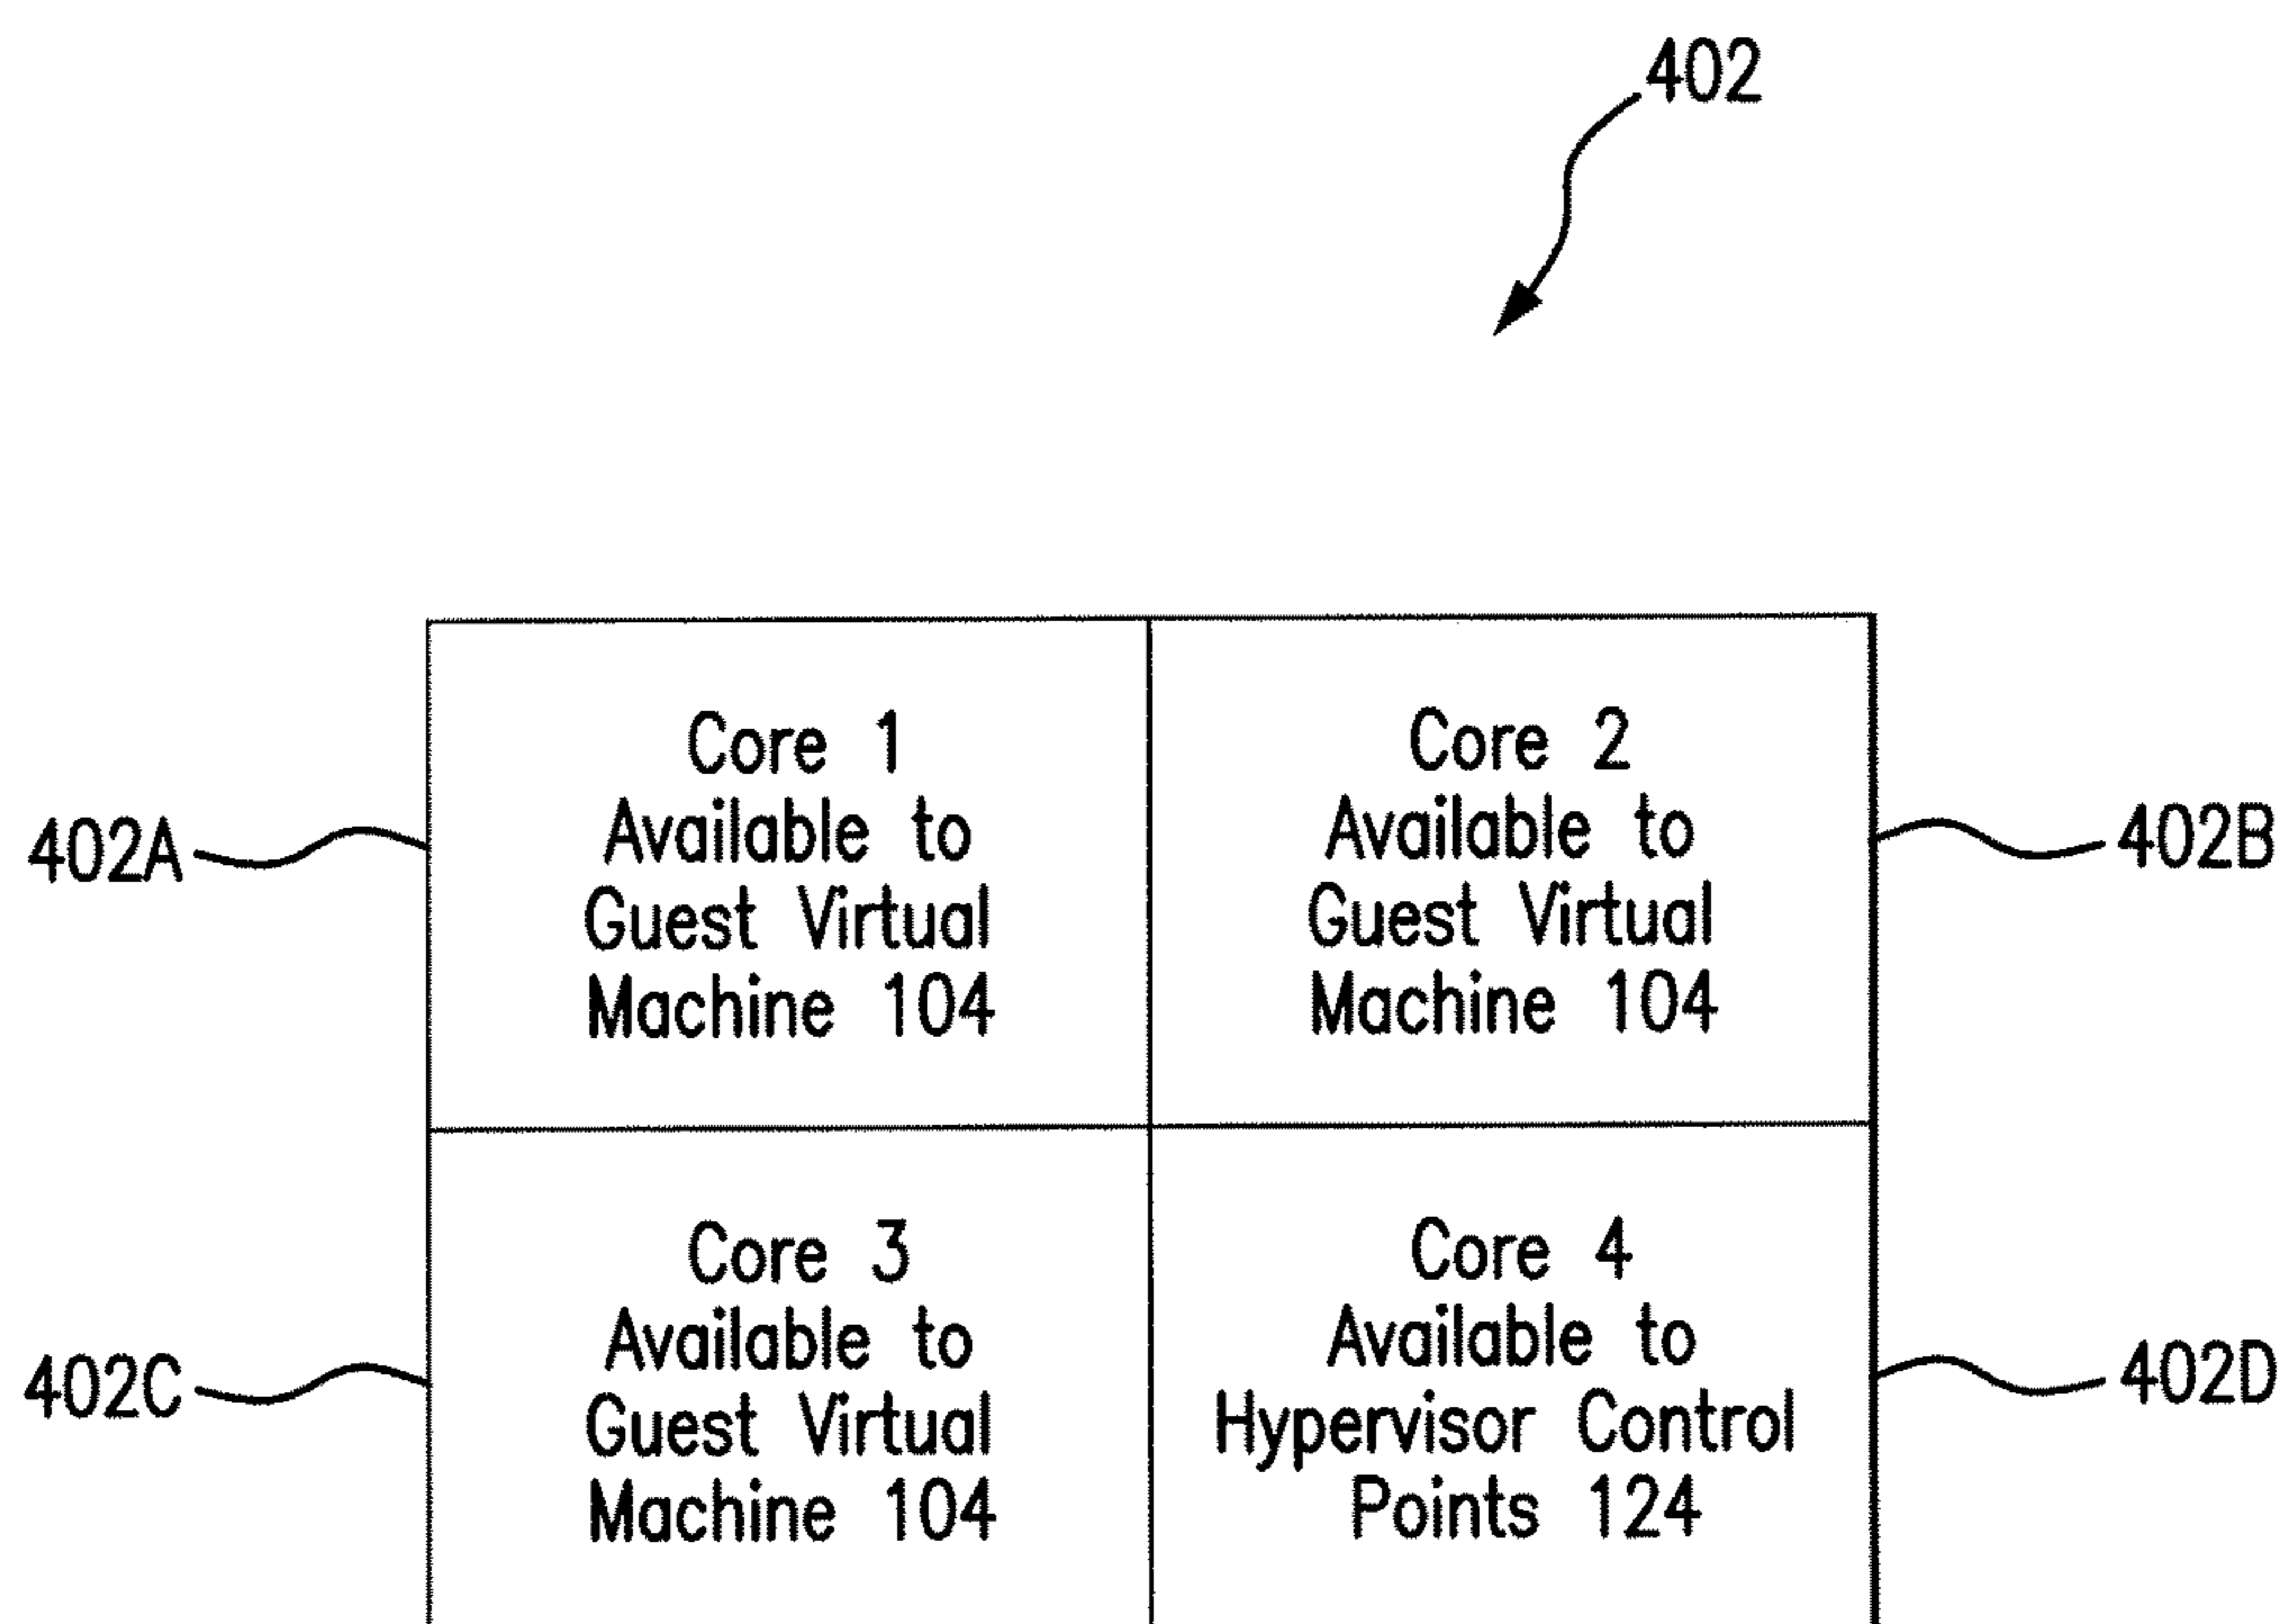 402
Core 1
Available to
Guest Virtual
Machine 104
Core 2
Available to
Guest Virtual
Machine 104
402A
402B
Core 3
Available to
Guest Virtual
Machine 104
Core 4
Available to
Hypervisor Control
Points 124
402C
402D